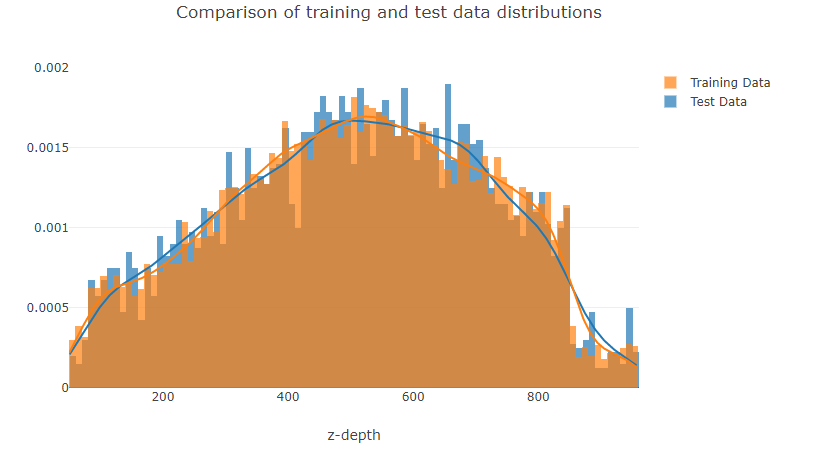 Comparison of training and test data distributions
0.002
0.0015
0.001
0.0005
0
200
400
600
800
z-depth
Training Data
Test Data